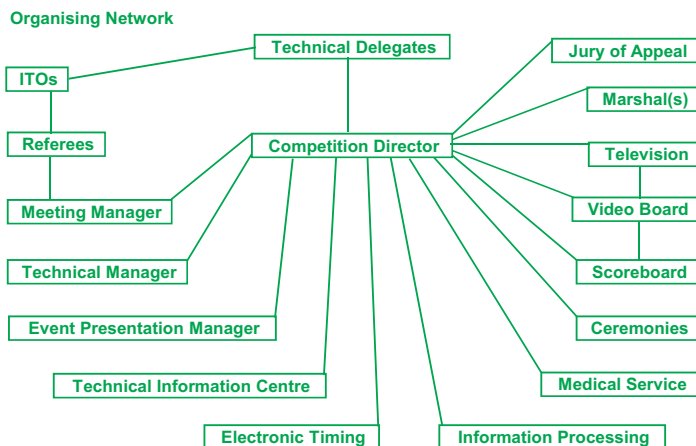 Organising Network
Technical Delegates
Jury of Appeal
ITOs
Marshal(s)
Referees
Competition Director
Television
Meeting Manager
Video Board
Technical Manager
Scoreboard
Event Presentation Manager
Ceremonies
Technical Information Centre
Medical Service
Electronic Timing
Information Processing